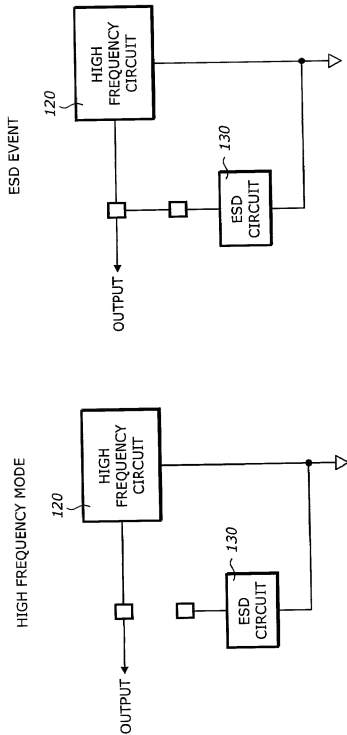 HIGH FREQUENCY MODE
120
HIGH
FREQUENCY
CIRCUIT
OUTPUT
130
ESD
CIRCUIT
ESD EVENT
120
HIGH
FREQUENCY
CIRCUIT
OUTPUT
130
ESD
CIRCUIT